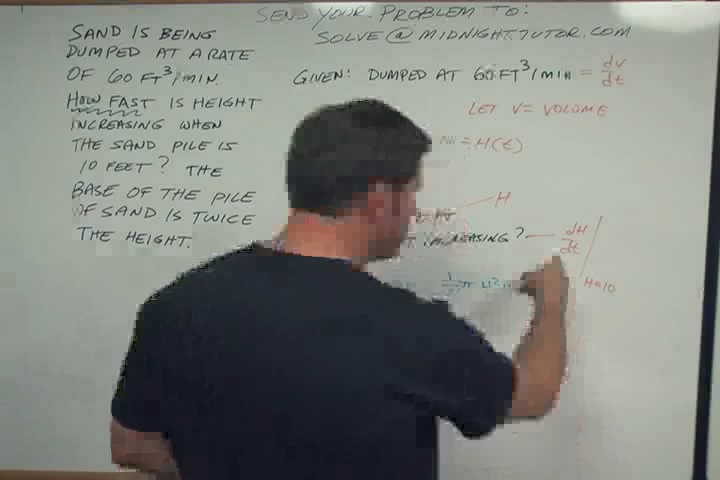 SEND YOUR PROBLEM TO:
SOLVE@MIDNIGHTTUTOR.COM
SAND IS BEING
DUMPED AT A RATE
OF 60 FT³/MIN.
HOW FAST IS HEIGHT
INCREASING WHEN
THE SAND PILE IS
10 FEET? THE
BASE OF THE PILE
OF SAND IS TWICE
THE HEIGHT.
GIVEN: DUMPED AT 60 FT³/MIN = dV/dt
LET V = VOLUME
= H(t)
H
INCREASING? — dH/dt | H=10